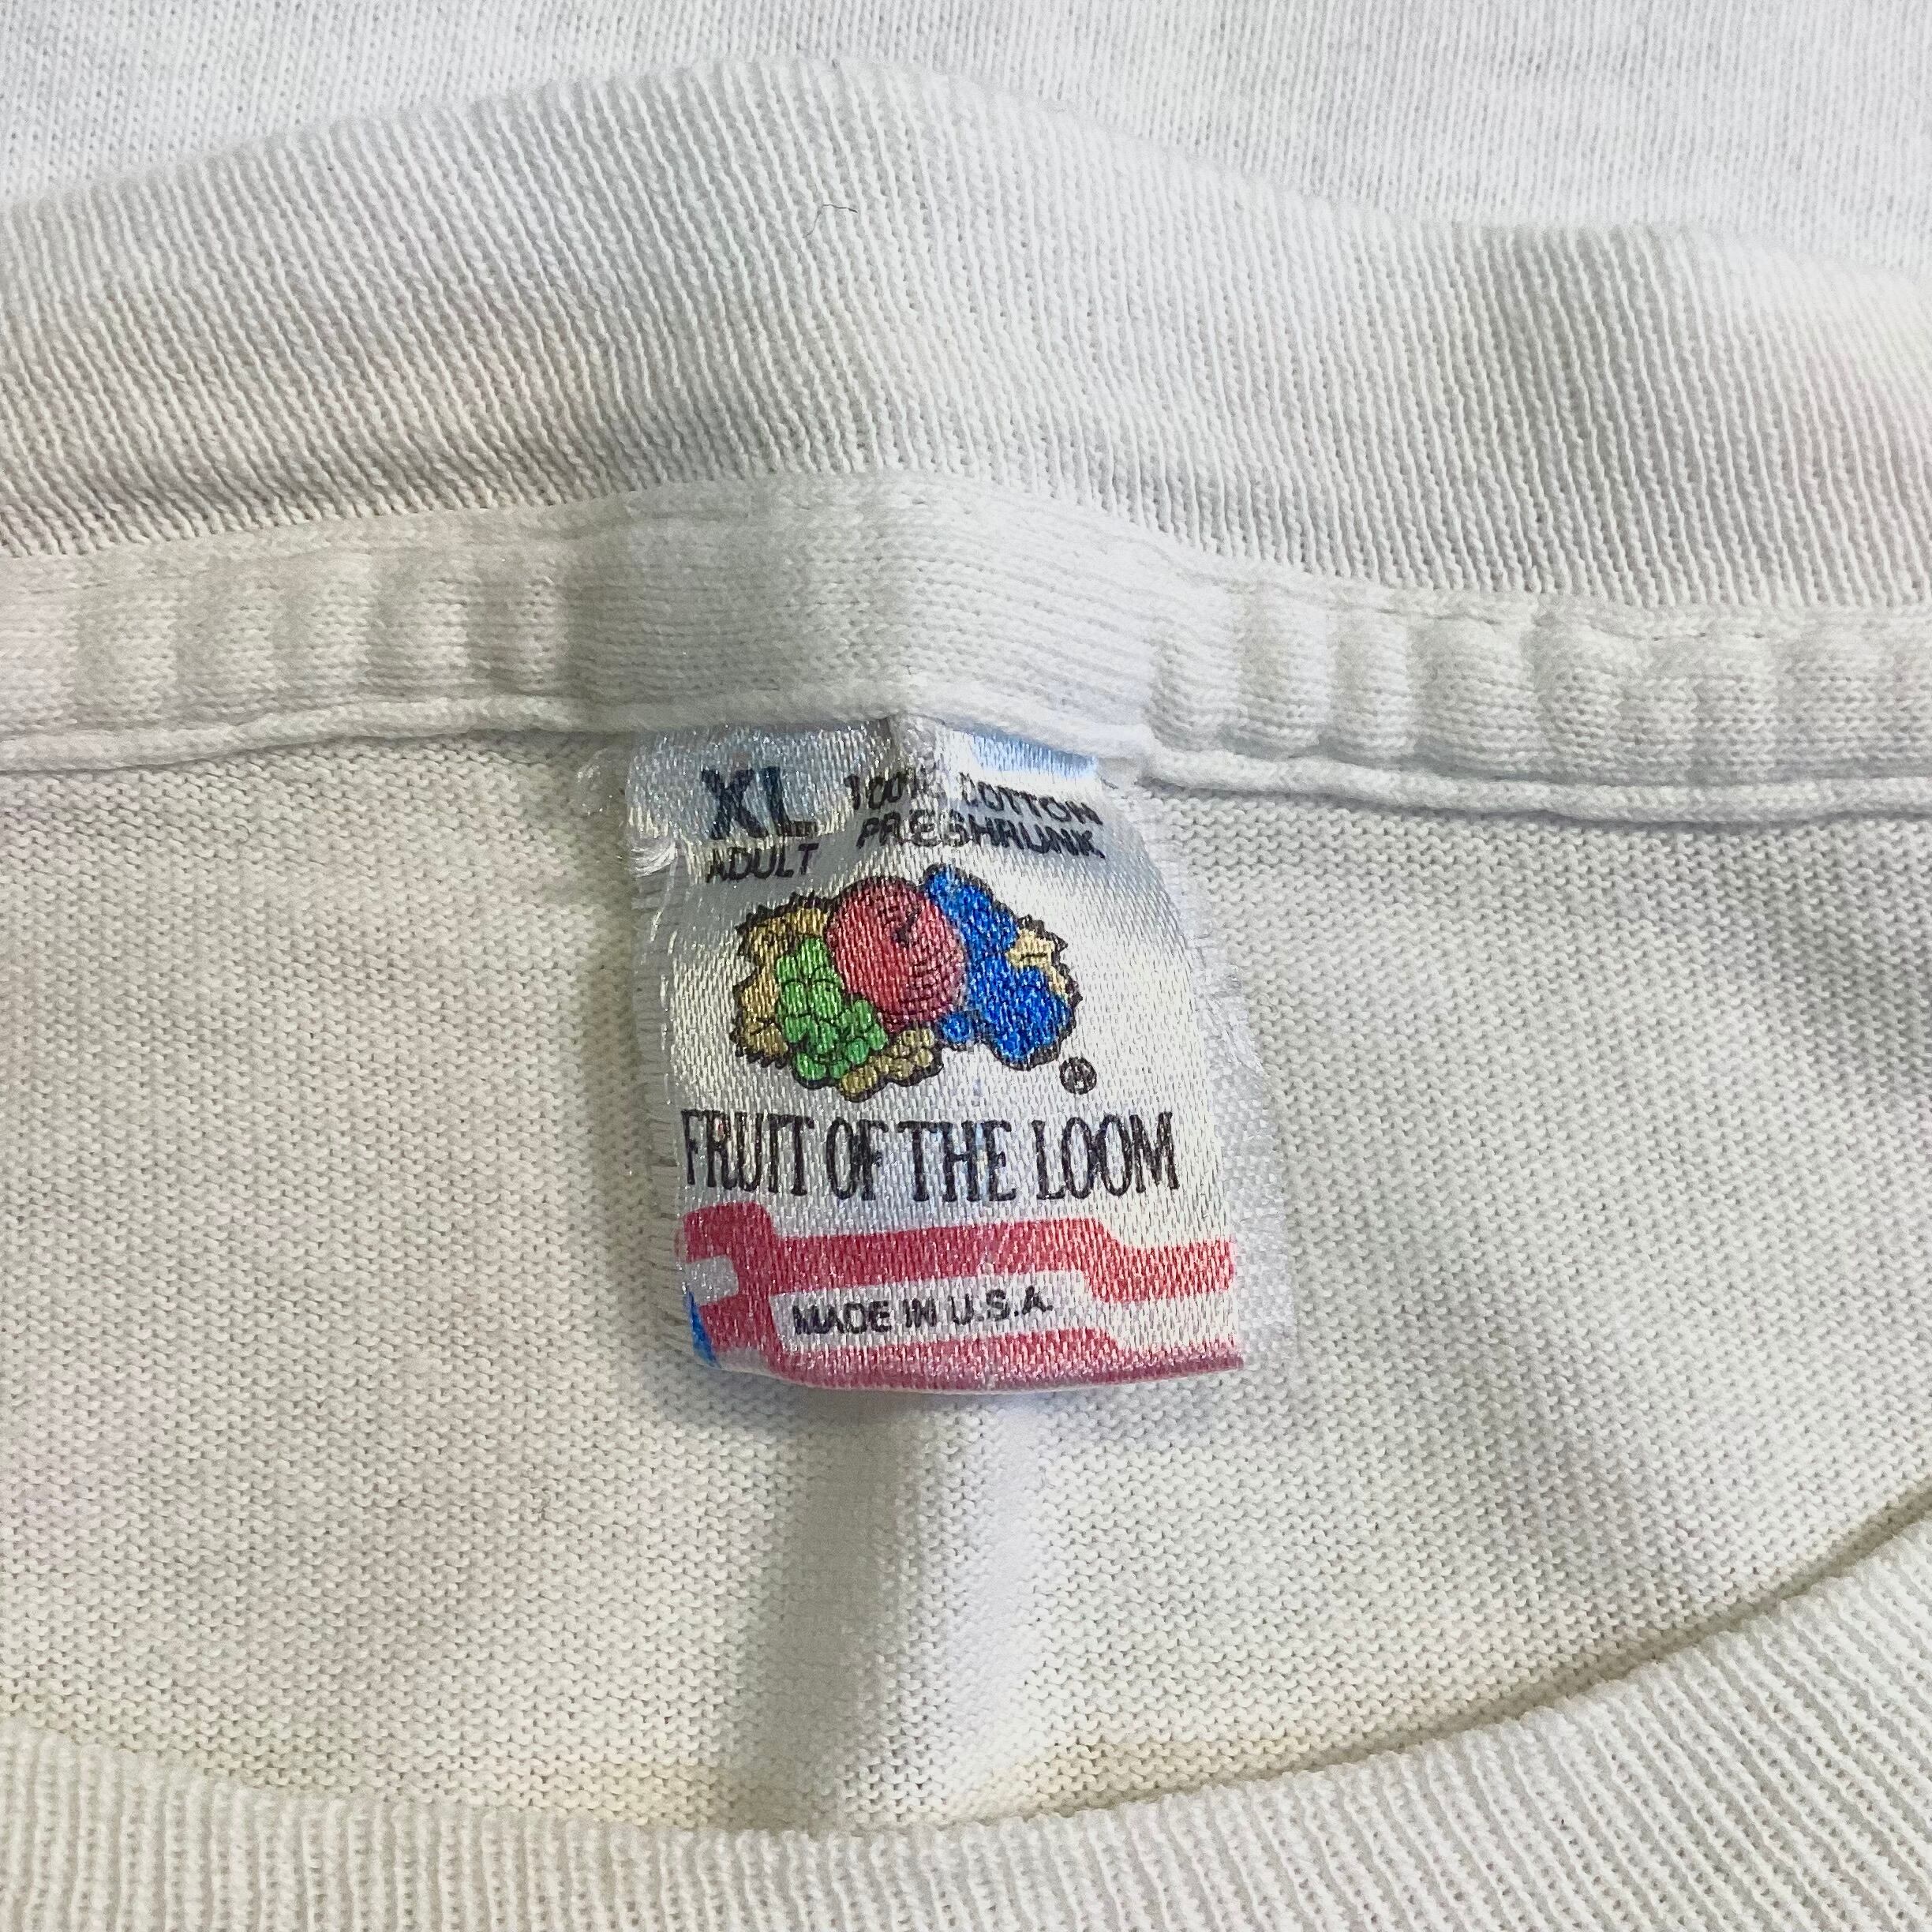 XL 100% COTTON
ADULT PRESHRUNK
®
FRUIT OF THE LOOM
MADE IN U.S.A.